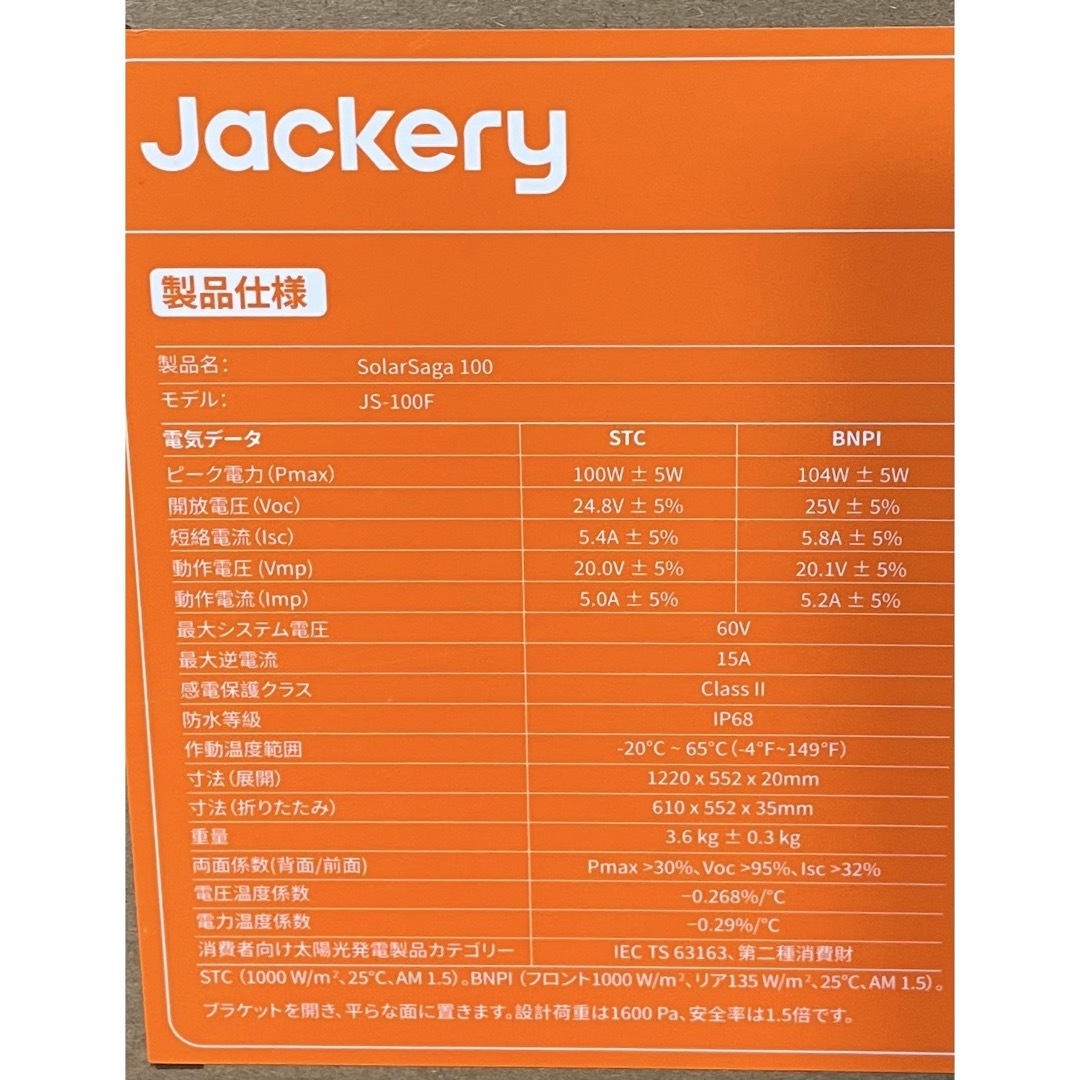 Jackery
製品仕様
製品名: SolarSaga 100
モデル: JS-100F
電気データ STC BNPI
ピーク電力(Pmax) 100W ± 5W 104W ± 5W
開放電圧(Voc) 24.8V ± 5% 25V ± 5%
短絡電流(Isc) 5.4A ± 5% 5.8A ± 5%
動作電圧 (Vmp) 20.0V ± 5% 20.1V ± 5%
動作電流(Imp) 5.0A ± 5% 5.2A ± 5%
最大システム電圧 60V
最大逆電流 15A
感電保護クラス Class II
防水等級 IP68
作動温度範囲 -20°C ~ 65°C (-4°F~149°F)
寸法(展開) 1220 x 552 x 20mm
寸法(折りたたみ) 610 x 552 x 35mm
重量 3.6 kg ± 0.3 kg
両面係数(背面/前面) Pmax >30%、Voc >95%、Isc >32%
電圧温度係数 −0.268%/°C
電力温度係数 −0.29%/°C
消費者向け太陽光発電製品カテゴリー IEC TS 63163、第二種消費財
STC (1000 W/m²、25°C、AM 1.5)。BNPI (フロント1000 W/m²、リア135 W/m²、25°C、AM 1.5)。
ブラケットを開き、平らな面に置きます。設計荷重は1600 Pa、安全率は1.5倍です。